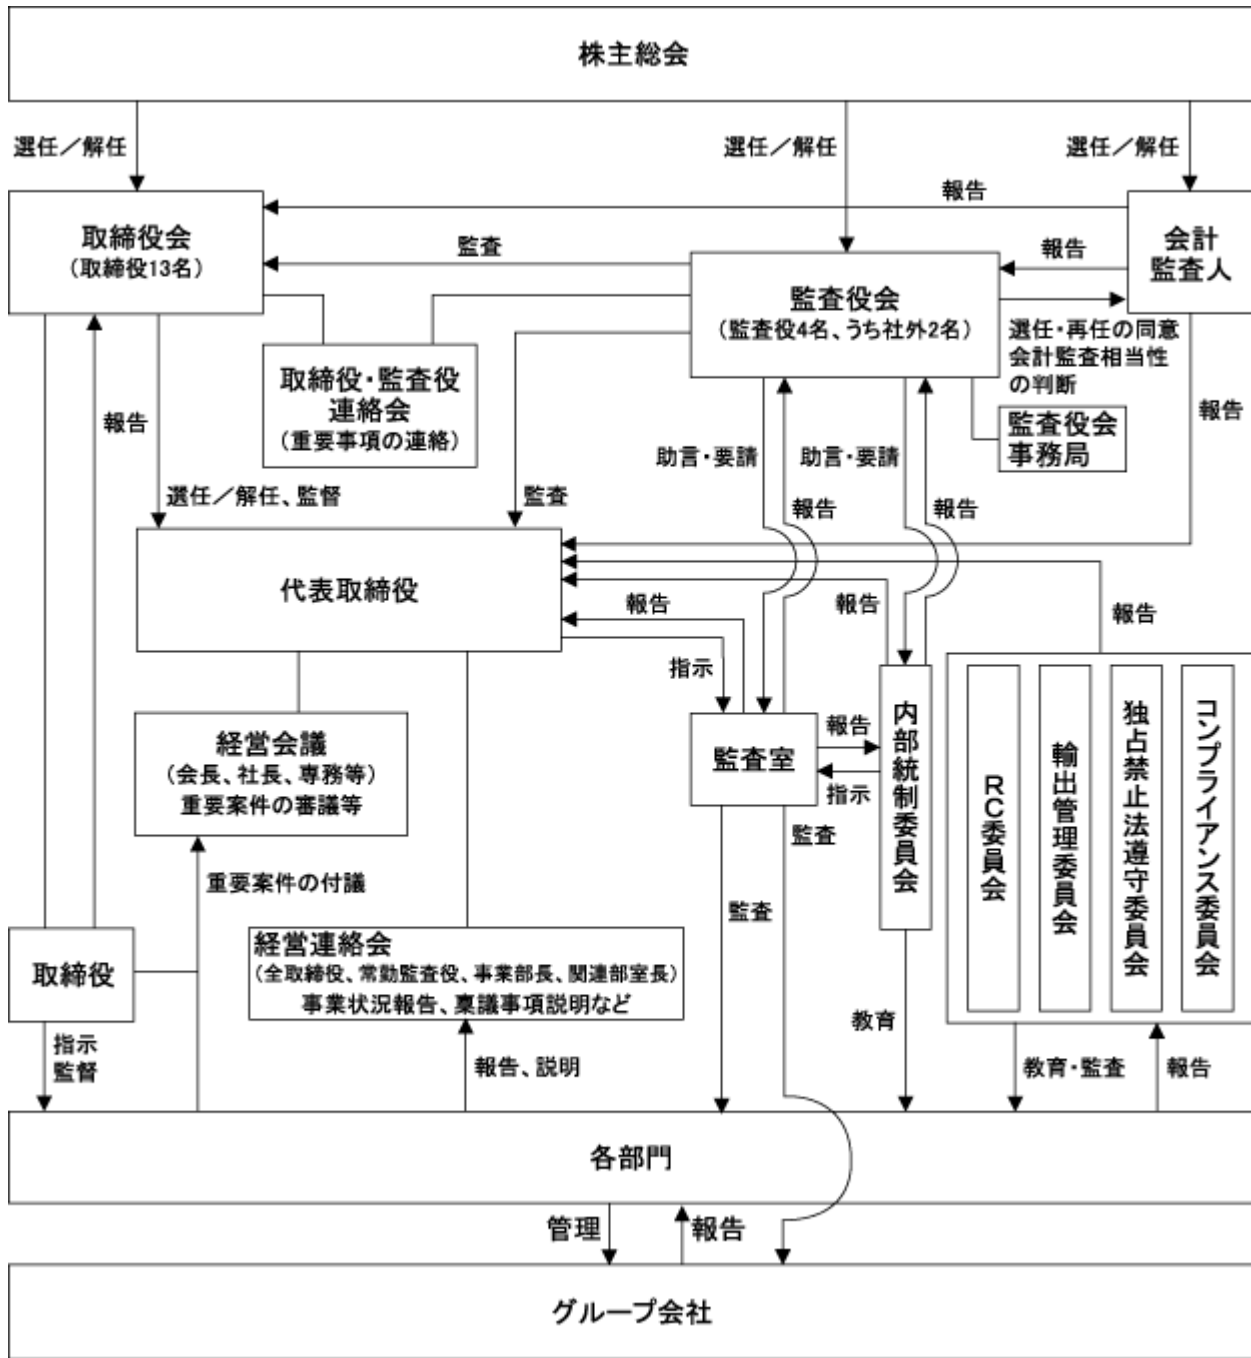 株主総会
選任／解任
選任／解任
選任／解任
報告
取締役会
（取締役13名）
会計
監査人
監査
報告
監査役会
（監査役4名、うち社外2名）
選任・再任の同意
会計監査相当性
の判断
取締役・監査役
連絡会
（重要事項の連絡）
報告
報告
監査役会
事務局
助言・要請
助言・要請
選任／解任、監督
監査
報告
報告
代表取締役
報告
報告
報告
指示
経営会議
（会長、社長、専務等）
重要案件の審議等
監査室
報告
指示
内部統制委員会
RC委員会
輸出管理委員会
独占禁止法遵守委員会
コンプライアンス委員会
監査
重要案件の付議
監査
取締役
経営連絡会
（全取締役、常勤監査役、事業部長、関連部室長）
事業状況報告、稟議事項説明など
教育
指示
監督
報告、説明
教育・監査
報告
各部門
管理
報告
グループ会社